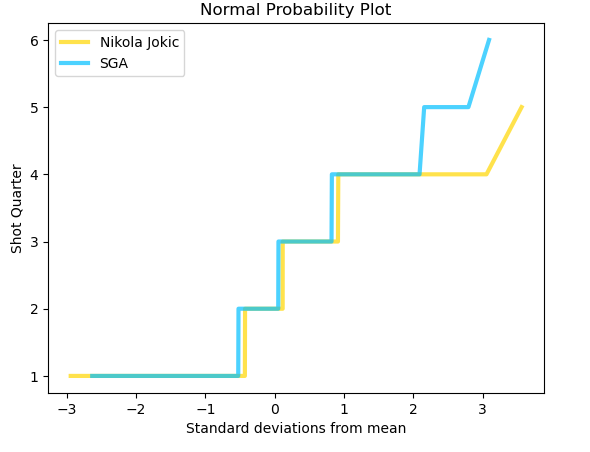 Normal Probability Plot
Nikola Jokic
SGA
Shot Quarter
6
5
4
3
2
1
−3 −2 −1 0 1 2 3
Standard deviations from mean